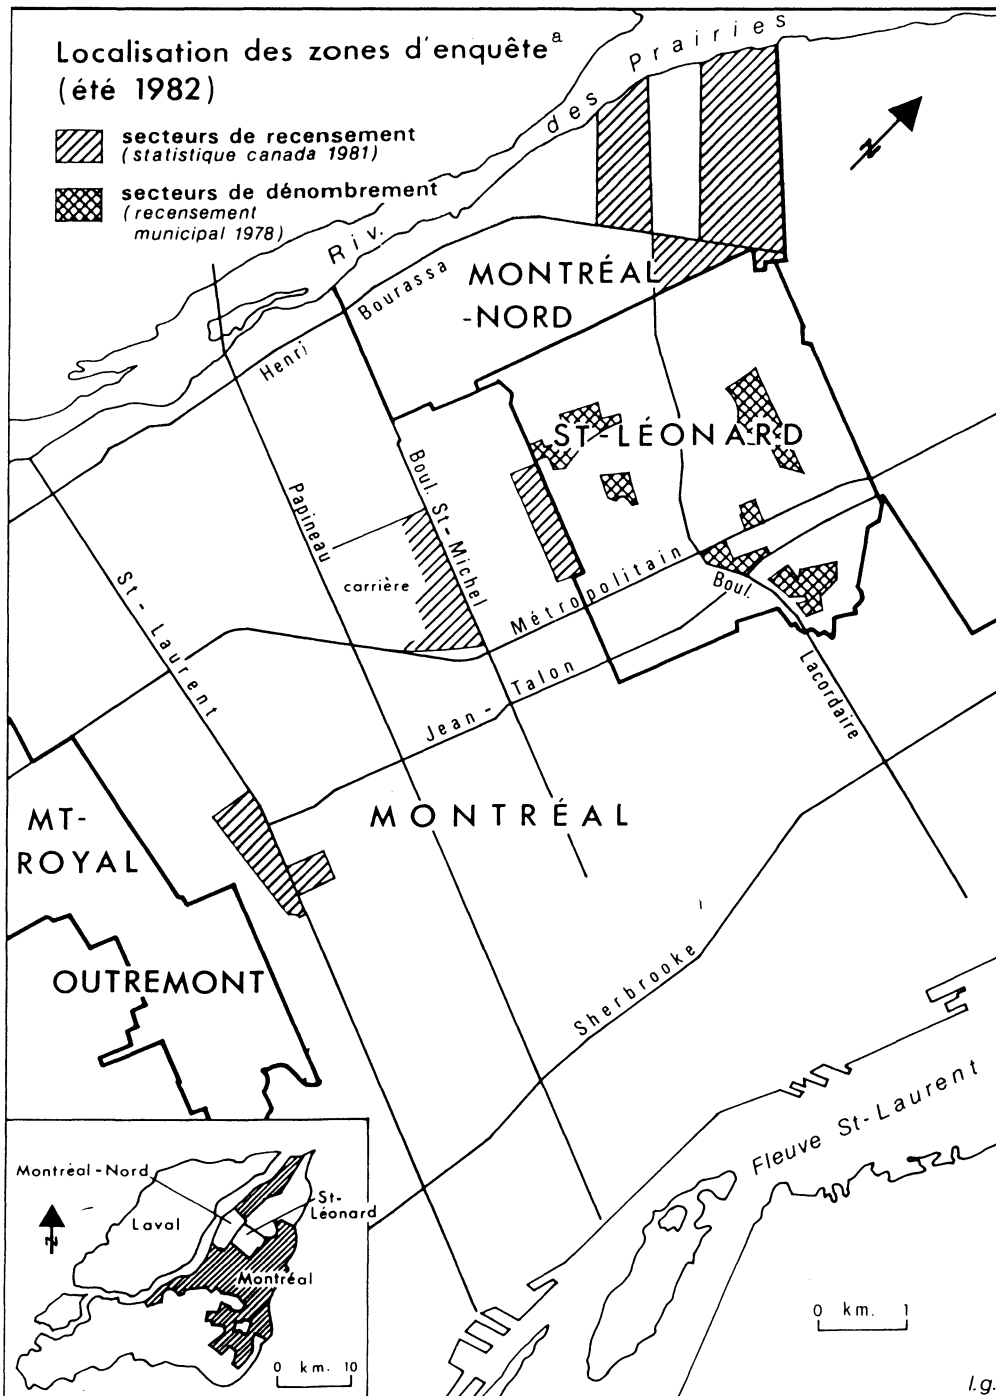 Localisation des zones d'enquête a
(été 1982)
secteurs de recensement
(statistique canada 1981)
secteurs de dénombrement
(recensement
municipal 1978)
Riv. des Prairies
N
MONTRÉAL
-NORD
Henri Bourassa
ST-LÉONARD
Papineau
Boul. St-Michel
carrière
St-Laurent
Métropolitain
Boul. Lacordaire
Jean-Talon
MONTRÉAL
MT-
ROYAL
OUTREMONT
Sherbrooke
Fleuve St-Laurent
Montréal-Nord
St-
Léonard
Laval
N
Montréal
0 km. 10
0 km. 1
l.g.